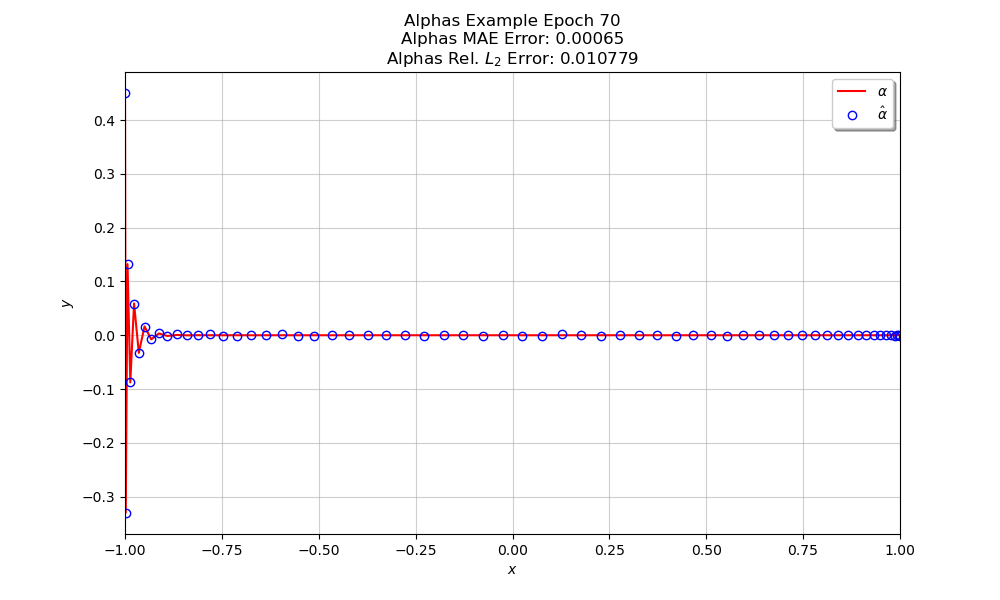 Alphas Example Epoch 70
Alphas MAE Error: 0.00065
Alphas Rel. L₂ Error: 0.010779
α
α̂
0.4
0.3
0.2
0.1
0.0
−0.1
−0.2
−0.3
y
−1.00 −0.75 −0.50 −0.25 0.00 0.25 0.50 0.75 1.00
x